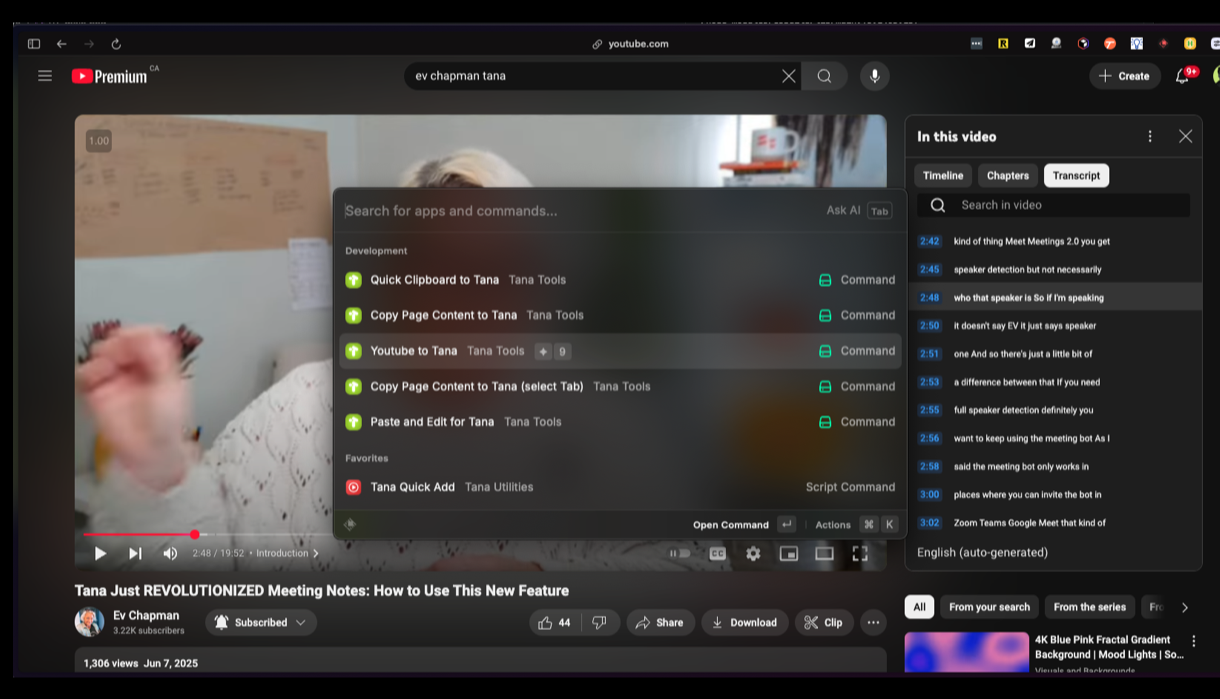 youtube.com
Premium CA
ev chapman tana
Create
9+
1.00
In this video
Timeline Chapters Transcript
Search in video
2:42 kind of thing Meet Meetings 2.0 you get
2:45 speaker detection but not necessarily
2:48 who that speaker is So if I'm speaking
2:50 it doesn't say EV it just says speaker
2:51 one And so there's just a little bit of
2:53 a difference between that If you need
2:55 full speaker detection definitely you
2:56 want to keep using the meeting bot As I
2:58 said the meeting bot only works in
3:00 places where you can invite the bot in
3:02 Zoom Teams Google Meet that kind of
English (auto-generated)
Search for apps and commands... Ask AI Tab
Development
Quick Clipboard to Tana Tana Tools Command
Copy Page Content to Tana Tana Tools Command
Youtube to Tana Tana Tools 9 Command
Copy Page Content to Tana (select Tab) Tana Tools Command
Paste and Edit for Tana Tana Tools Command
Favorites
Tana Quick Add Tana Utilities Script Command
Open Command ↵ Actions ⌘ K
2:48 / 19:52 • Introduction
CC
Tana Just REVOLUTIONIZED Meeting Notes: How to Use This New Feature
Ev Chapman
3.22K subscribers
Subscribed
44
Share
Download
Clip
1,306 views Jun 7, 2025
All From your search From the series Fro
4K Blue Pink Fractal Gradient
Background | Mood Lights | So...
Visuals and Backgrounds